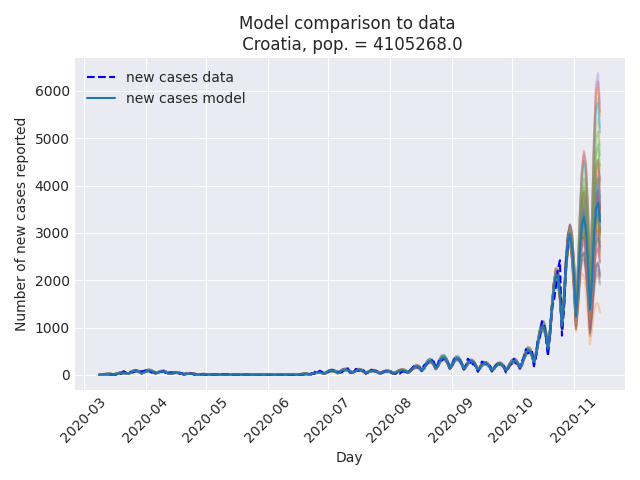 Model comparison to data
Croatia, pop. = 4105268.0
new cases data
new cases model
Number of new cases reported
6000
5000
4000
3000
2000
1000
0
2020-03
2020-04
2020-05
2020-06
2020-07
2020-08
2020-09
2020-10
2020-11
Day